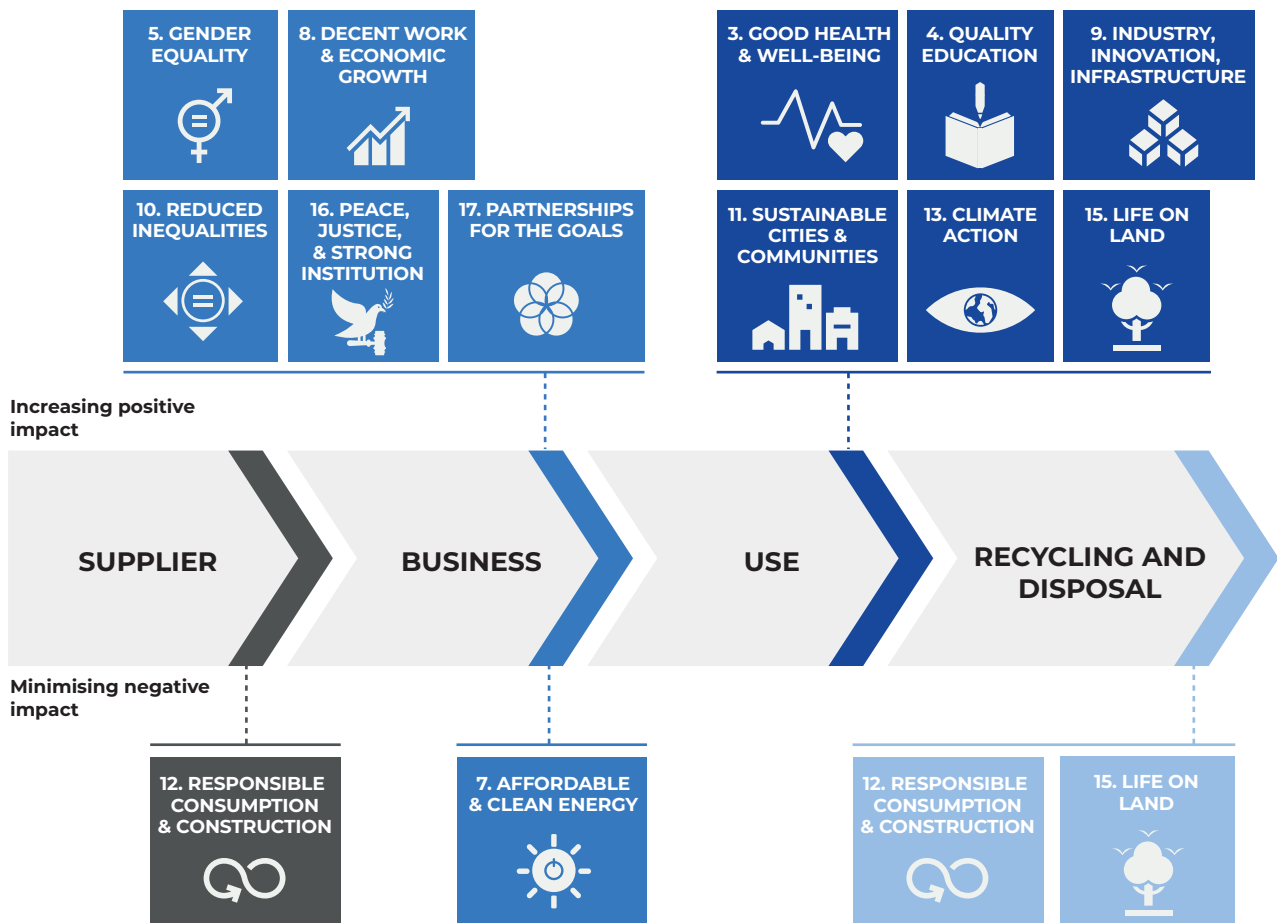 5. GENDER
EQUALITY
8. DECENT WORK
& ECONOMIC
GROWTH
3. GOOD HEALTH
& WELL-BEING
4. QUALITY
EDUCATION
9. INDUSTRY,
INNOVATION,
INFRASTRUCTURE
10. REDUCED
INEQUALITIES
16. PEACE,
JUSTICE,
& STRONG
INSTITUTION
17. PARTNERSHIPS
FOR THE GOALS
11. SUSTAINABLE
CITIES &
COMMUNITIES
13. CLIMATE
ACTION
15. LIFE ON
LAND
Increasing positive
impact
SUPPLIER
BUSINESS
USE
RECYCLING AND
DISPOSAL
Minimising negative
impact
12. RESPONSIBLE
CONSUMPTION
& CONSTRUCTION
7. AFFORDABLE
& CLEAN ENERGY
12. RESPONSIBLE
CONSUMPTION
& CONSTRUCTION
15. LIFE ON
LAND